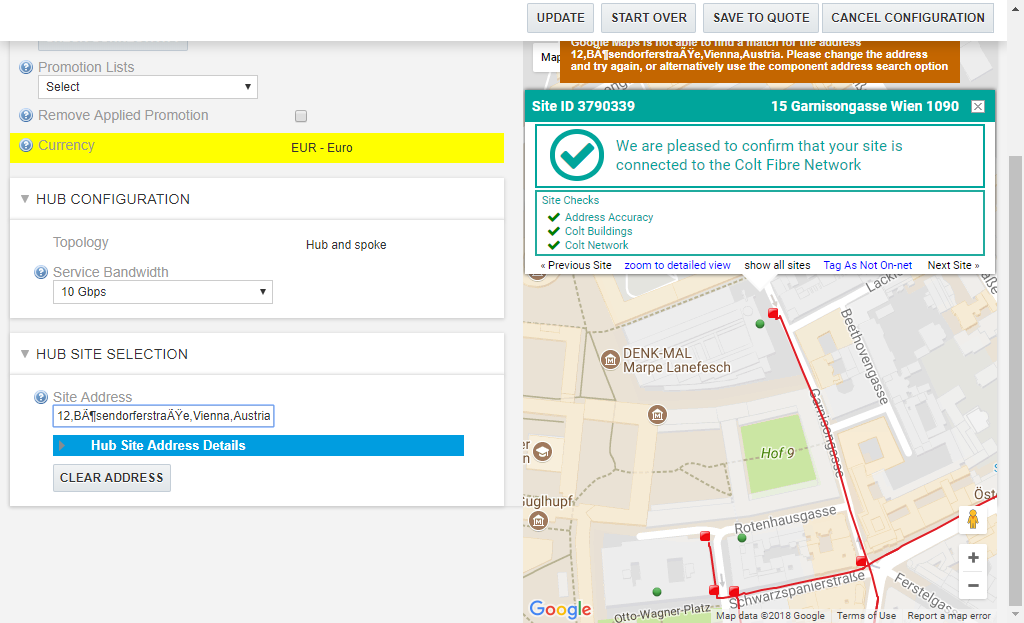 UPDATE
START OVER
SAVE TO QUOTE
CANCEL CONFIGURATION
Promotion Lists
Select
Remove Applied Promotion
Currency
EUR - Euro
HUB CONFIGURATION
Topology
Hub and spoke
Service Bandwidth
10 Gbps
HUB SITE SELECTION
Site Address
12,BÃ¶sendorferstraÃŸe,Vienna,Austria
Hub Site Address Details
CLEAR ADDRESS
Map
Google Maps is not able to find a match for the address
12,BÃ¶sendorferstraÃŸe,Vienna,Austria. Please change the address
and try again, or alternatively use the component address search option
Site ID 3790339
15 Garnisongasse Wien 1090
We are pleased to confirm that your site is
connected to the Colt Fibre Network
Site Checks
Address Accuracy
Colt Buildings
Colt Network
« Previous Site
zoom to detailed view
show all sites
Tag As Not On-net
Next Site »
Beethovengasse
DENK-MAL
Marpe Lanefesch
Garnisongasse
Hof 9
Rotenhausgasse
Schwarzspanierstraße
Ferstelgasse
Otto-Wagner-Platz
Google
Map data ©2018 Google
Terms of Use
Report a map error